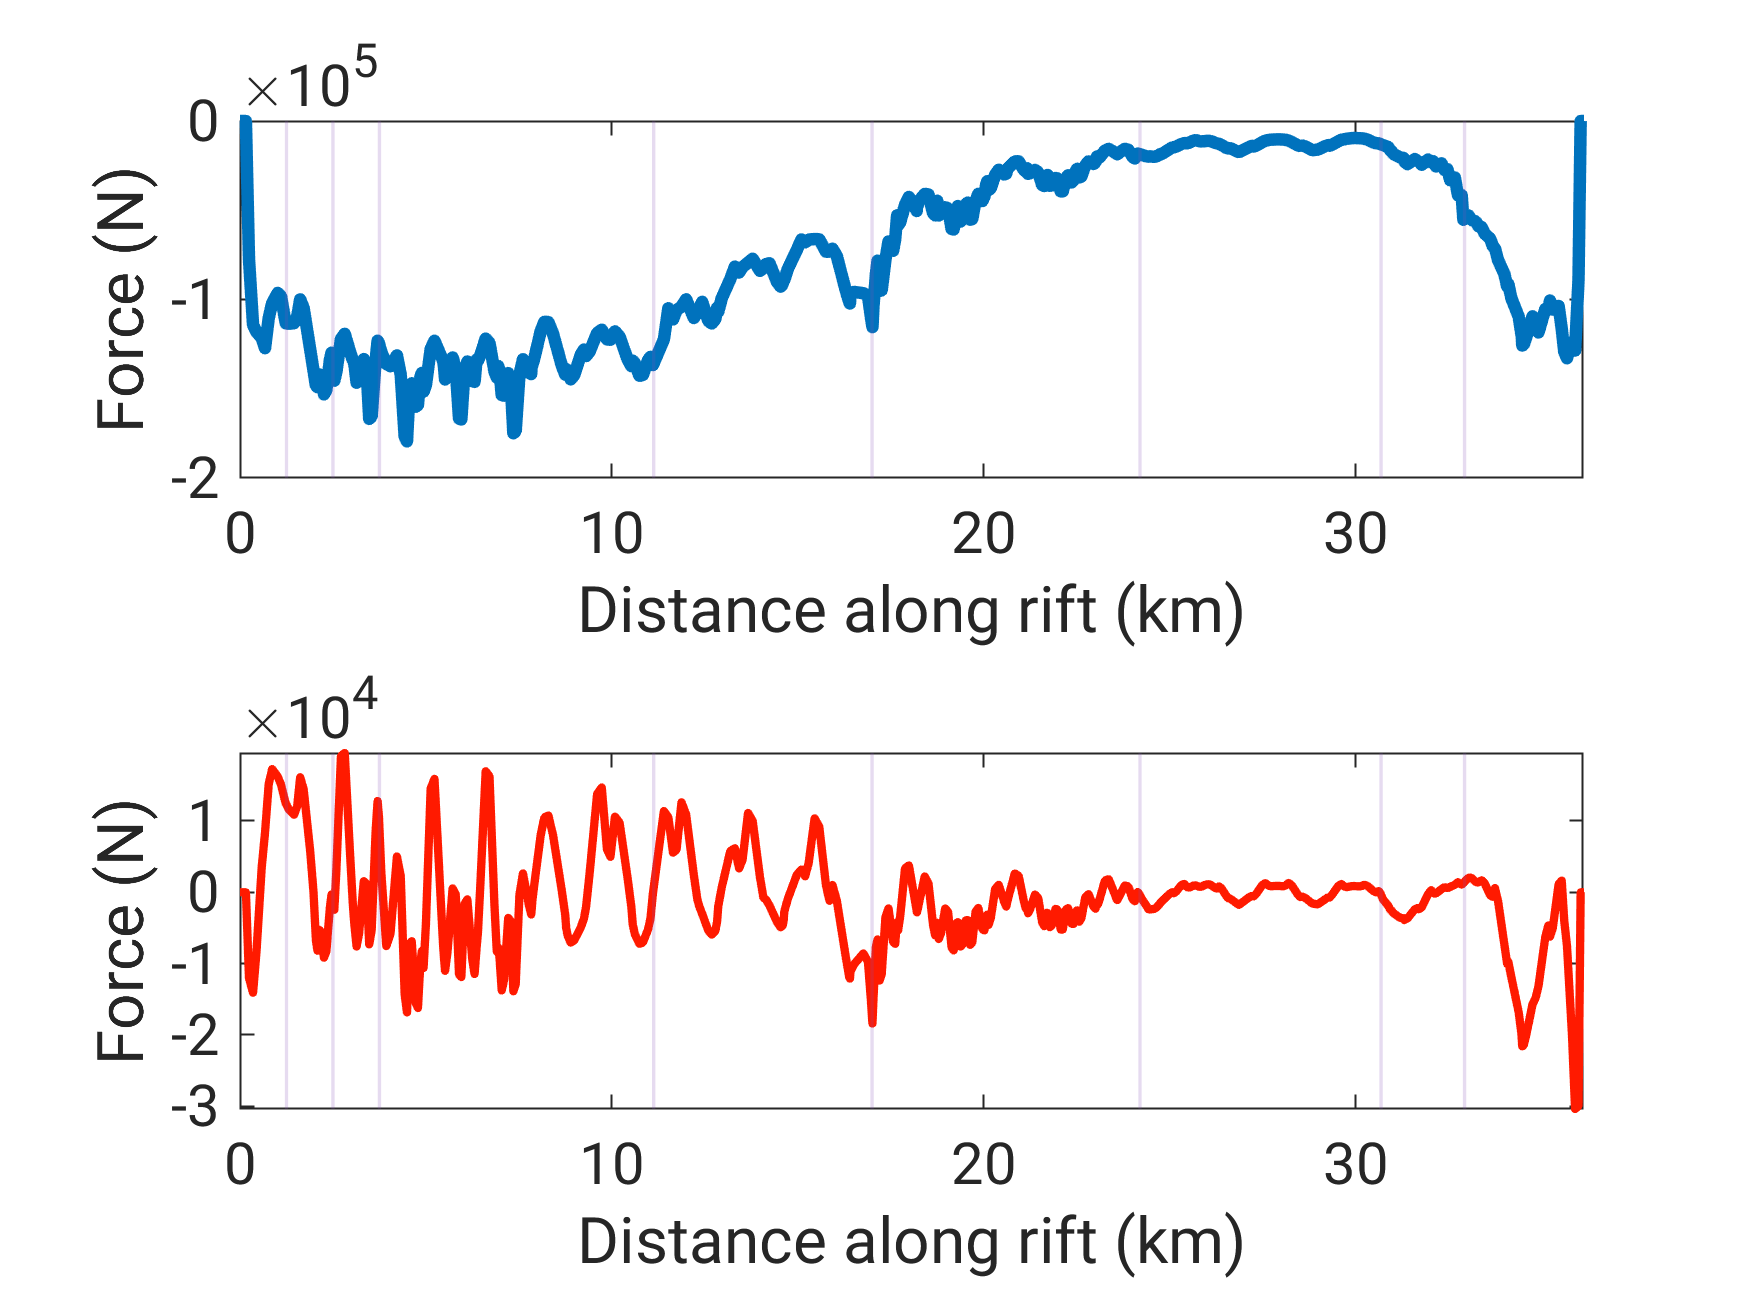 ×10⁵
0
-1
-2
Force (N)
0 10 20 30
Distance along rift (km)
×10⁴
1
0
-1
-2
-3
Force (N)
0 10 20 30
Distance along rift (km)